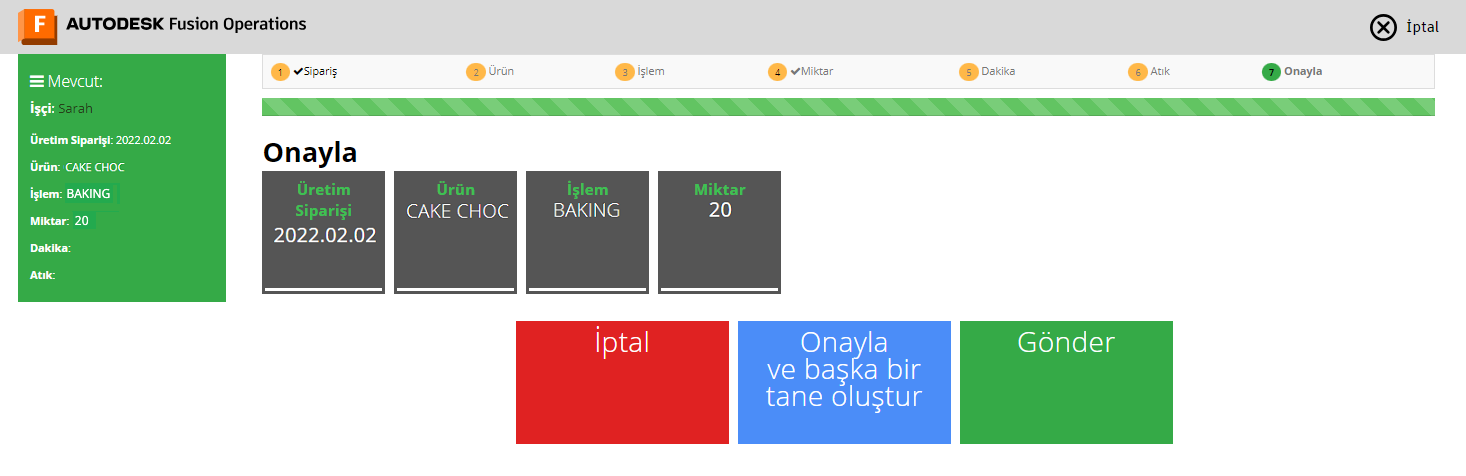 F AUTODESK Fusion Operations
İptal
Mevcut:
İşçi: Sarah
Üretim Siparişi: 2022.02.02
Ürün: CAKE CHOC
İşlem: BAKING
Miktar: 20
Dakika:
Atık:
1 Sipariş 2 Ürün 3 İşlem 4 Miktar 5 Dakika 6 Atık 7 Onayla
Onayla
Üretim
Siparişi
2022.02.02
Ürün
CAKE CHOC
İşlem
BAKING
Miktar
20
İptal
Onayla
ve başka bir
tane oluştur
Gönder